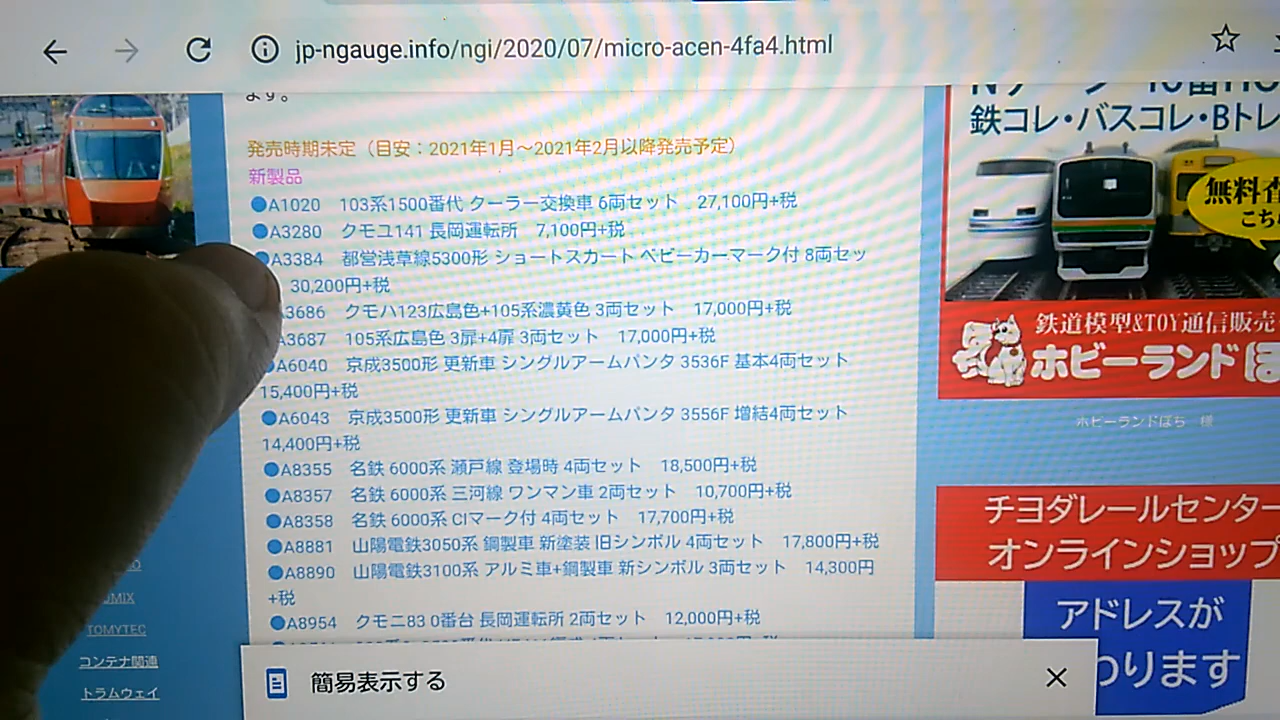 jp-ngauge.info/ngi/2020/07/micro-acen-4fa4.html
ます。
発売時期未定（目安：2021年1月～2021年2月以降発売予定）
新製品
●A1020 103系1500番代 クーラー交換車 6両セット 27,100円+税
●A3280 クモユ141 長岡運転所 7,100円+税
●A3384 都営浅草線5300形 ショートスカート ベビーカーマーク付 8両セッ
30,200円+税
3686 クモハ123広島色+105系濃黄色 3両セット 17,000円+税
A3687 105系広島色 3扉+4扉 3両セット 17,000円+税
●A6040 京成3500形 更新車 シングルアームパンタ 3536F 基本4両セット
15,400円+税
●A6043 京成3500形 更新車 シングルアームパンタ 3556F 増結4両セット
14,400円+税
●A8355 名鉄 6000系 瀬戸線 登場時 4両セット 18,500円+税
●A8357 名鉄 6000系 三河線 ワンマン車 2両セット 10,700円+税
●A8358 名鉄 6000系 CIマーク付 4両セット 17,700円+税
●A8881 山陽電鉄3050系 鋼製車 新塗装 旧シンボル 4両セット 17,800円+税
●A8890 山陽電鉄3100系 アルミ車+鋼製車 新シンボル 3両セット 14,300円
+税
●A8954 クモニ83 0番台 長岡運転所 2両セット 12,000円+税
簡易表示する
OMIX
TOMYTEC
コンテナ関連
トラムウェイ
鉄コレ・バスコレ・Bトレ
無料査
こち
鉄道模型&TOY通信販売
ホビーランドぽ
ホビーランドぽち 様
チヨダレールセンター
オンラインショップ
アドレスが
わります